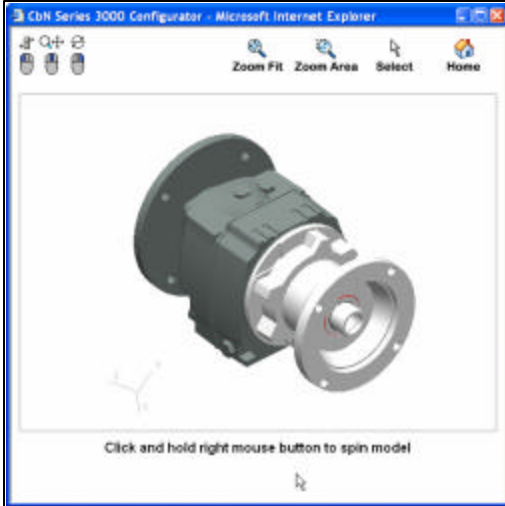 CbN Series 3000 Configurator - Microsoft Internet Explorer
Zoom Fit Zoom Area Select Home
Click and hold right mouse button to spin model